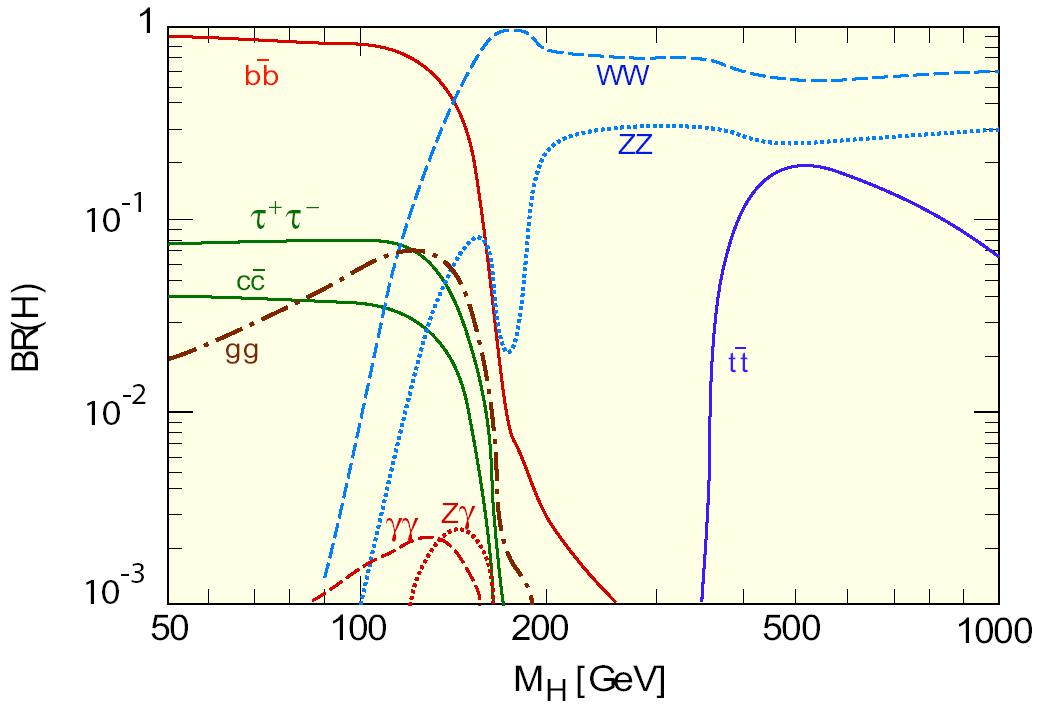 1
bb̄
WW
ZZ
10⁻¹
τ⁺τ⁻
cc̄
gg
BR(H)
tt̄
10⁻²
γγ
Zγ
10⁻³
50
100
200
500
1000
M_H [GeV]